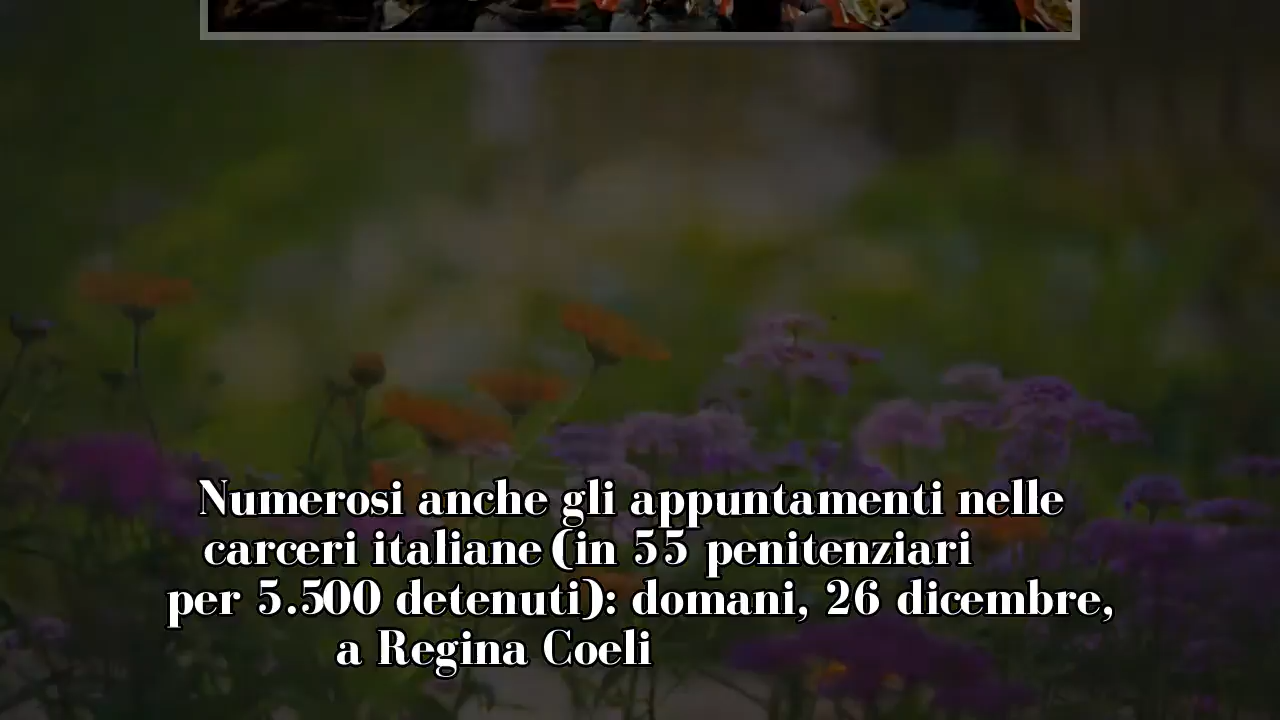 Numerosi anche gli appuntamenti nelle
carceri italiane (in 55 penitenziari
per 5.500 detenuti): domani, 26 dicembre,
a Regina Coeli